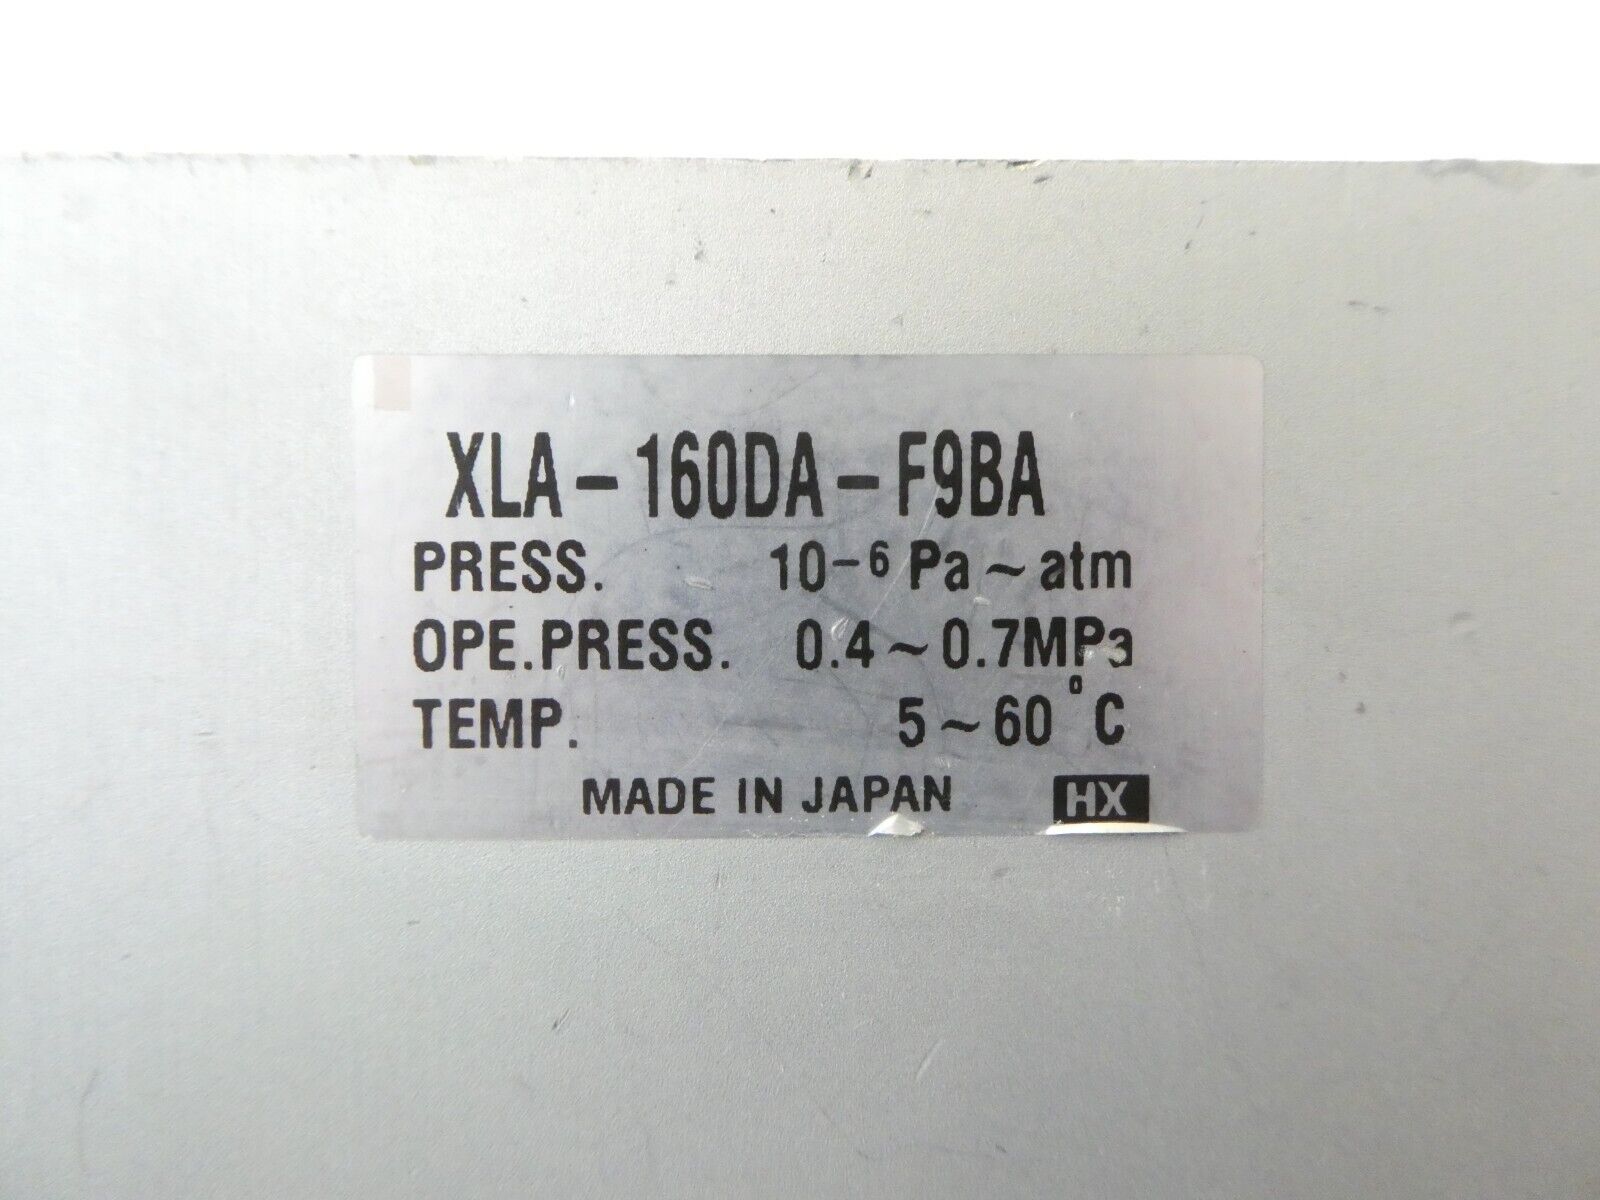 XLA-160DA-F9BA
PRESS. 10-6 Pa~atm
OPE.PRESS. 0.4~0.7MPa
TEMP. 5~60°C
MADE IN JAPAN HX